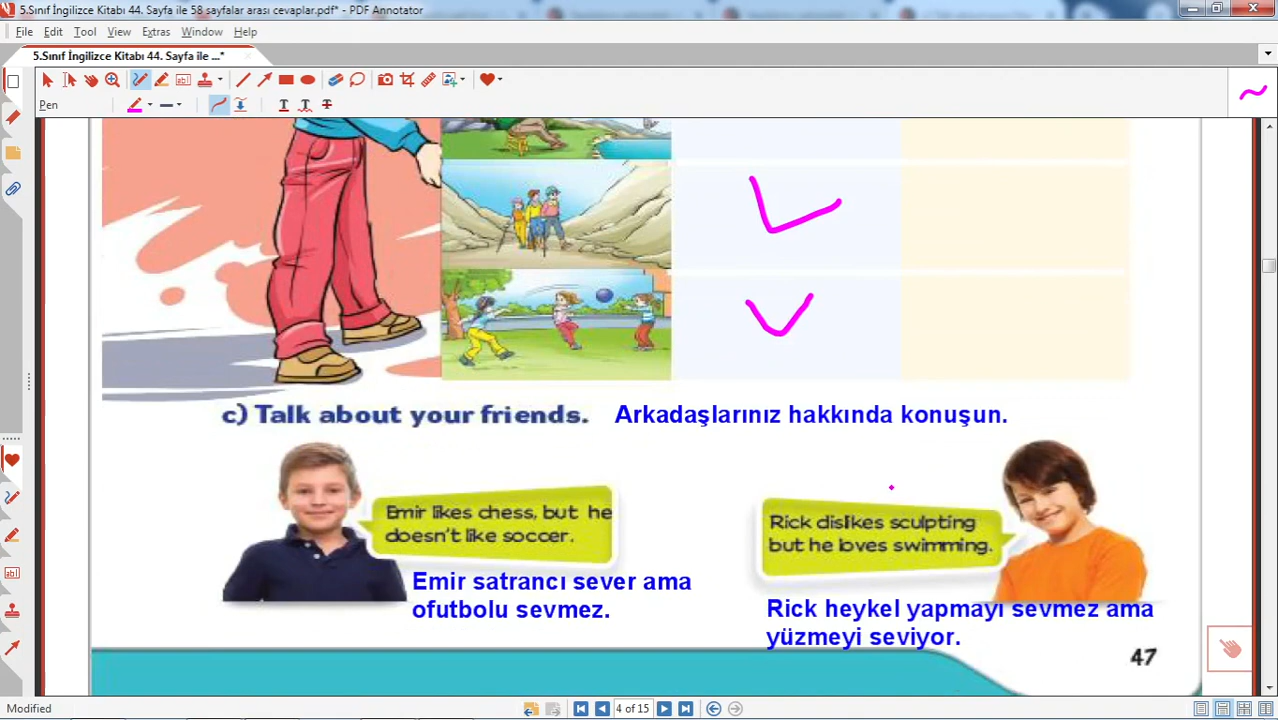 5.Sınıf İngilizce Kitabı 44. Sayfa ile 58 sayfalar arası cevaplar.pdf* - PDF Annotator
File Edit Tool View Extras Window Help
5.Sınıf İngilizce Kitabı 44. Sayfa ile ...*
Pen
c) Talk about your friends. Arkadaşlarınız hakkında konuşun.
Emir likes chess, but he
doesn't like soccer.
Rick dislikes sculpting
but he loves swimming.
Emir satrancı sever ama
ofutbolu sevmez.
Rick heykel yapmayı sevmez ama
yüzmeyi seviyor.
47
Modified
4 of 15